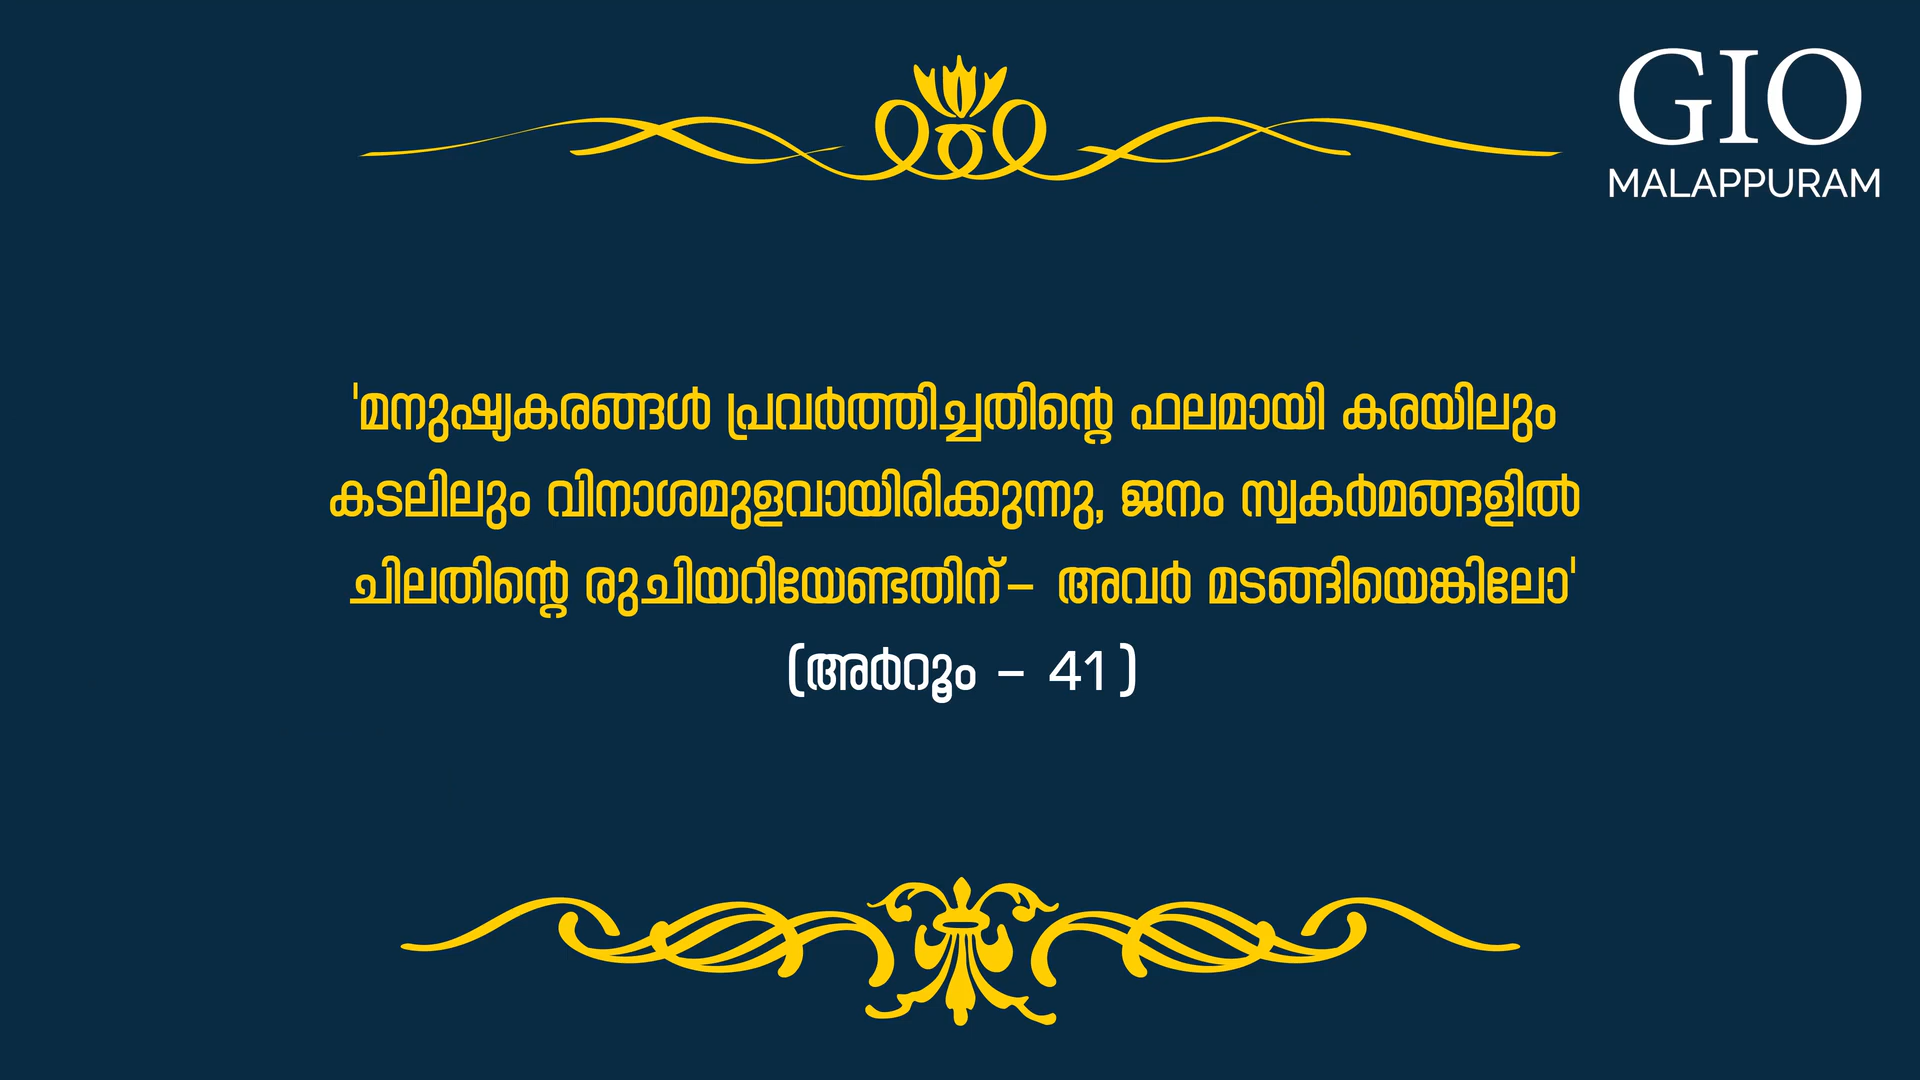 GIO
MALAPPURAM
'മനുഷ്യകരങ്ങൾ പ്രവർത്തിച്ചതിന്റെ ഫലമായി കരയിലും
കടലിലും വിനാശമുളവായിരിക്കുന്നു, ജനം സ്വകർമങ്ങളിൽ
ചിലതിന്റെ രുചിയറിയേണ്ടതിന്- അവർ മടങ്ങിയെങ്കിലോ'
(അർറൂം - 41 )